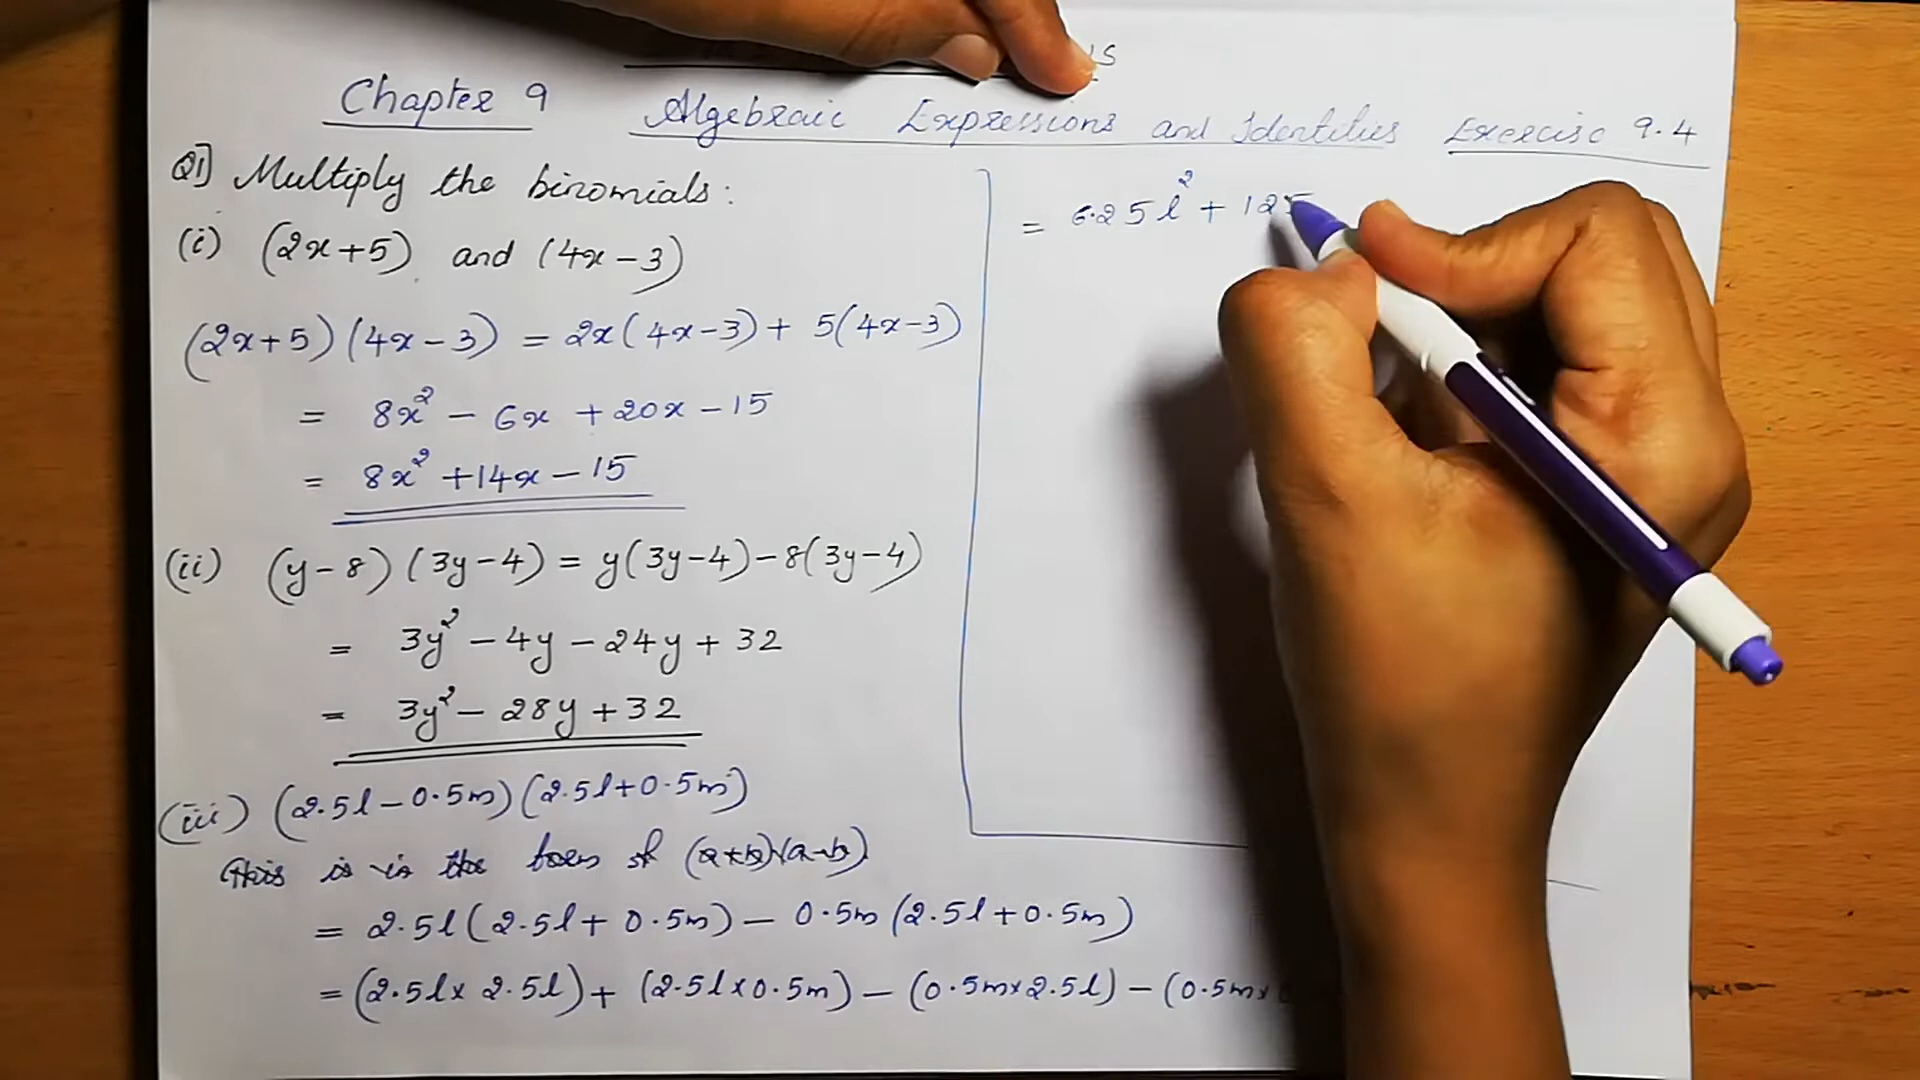 Chapter 9 Algebraic Expressions and Identities Exercise 9.4
Q1] Multiply the binomials:
(i) (2x+5) and (4x-3)
(2x+5)(4x-3) = 2x(4x-3)+ 5(4x-3)
= 8x² - 6x +20x -15
= 8x² +14x -15
(ii) (y-8)(3y-4) = y(3y-4)-8(3y-4)
= 3y² -4y -24y + 32
= 3y² - 28y +32
(iii) (2.5l-0.5m)(2.5l+0.5m)
This is in the form of (a+b)(a-b)
= 2.5l(2.5l+ 0.5m) - 0.5m(2.5l+0.5m)
= (2.5l× 2.5l)+ (2.5l×0.5m) - (0.5m×2.5l) - (0.5m×
= 6.25l² + 125